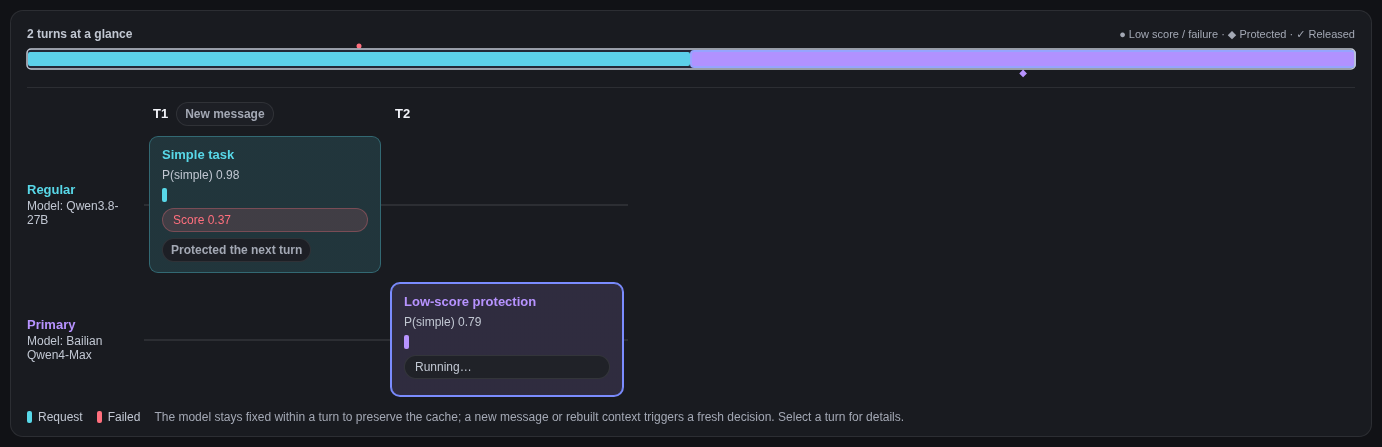 2 turns at a glance
● Low score / failure · ◆ Protected · ✓ Released
T1 New message
T2
Simple task
P(simple) 0.98
Score 0.37
Protected the next turn
Regular
Model: Qwen3.8-
27B
Low-score protection
P(simple) 0.79
Running…
Primary
Model: Bailian
Qwen4-Max
Request
Failed
The model stays fixed within a turn to preserve the cache; a new message or rebuilt context triggers a fresh decision. Select a turn for details.